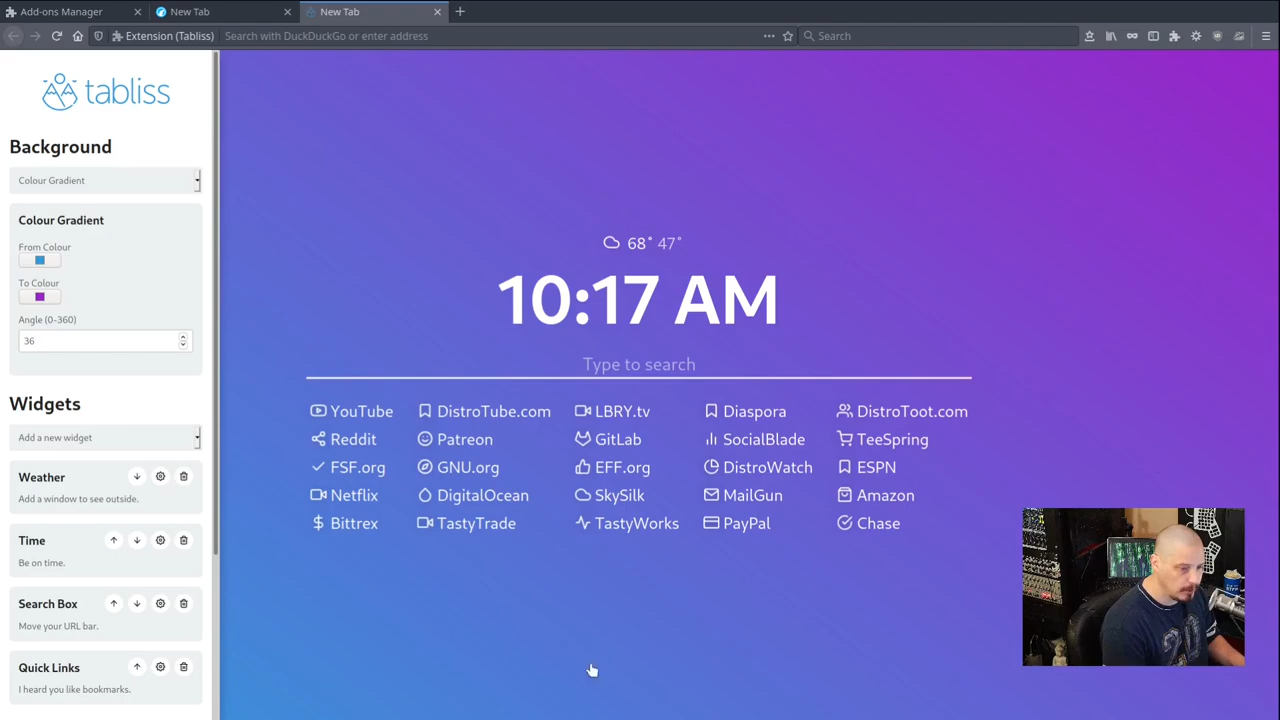 Add-ons Manager
New Tab
New Tab
Extension (Tabliss)
Search with DuckDuckGo or enter address
Search
tabliss
Background
Colour Gradient
Colour Gradient
From Colour
To Colour
Angle (0-360)
36
Widgets
Add a new widget
Weather
Add a window to see outside.
Time
Be on time.
Search Box
Move your URL bar.
Quick Links
I heard you like bookmarks.
68° 47°
10:17 AM
Type to search
YouTube DistroTube.com LBRY.tv Diaspora DistroToot.com
Reddit Patreon GitLab SocialBlade TeeSpring
FSF.org GNU.org EFF.org DistroWatch ESPN
Netflix DigitalOcean SkySilk MailGun Amazon
Bittrex TastyTrade TastyWorks PayPal Chase